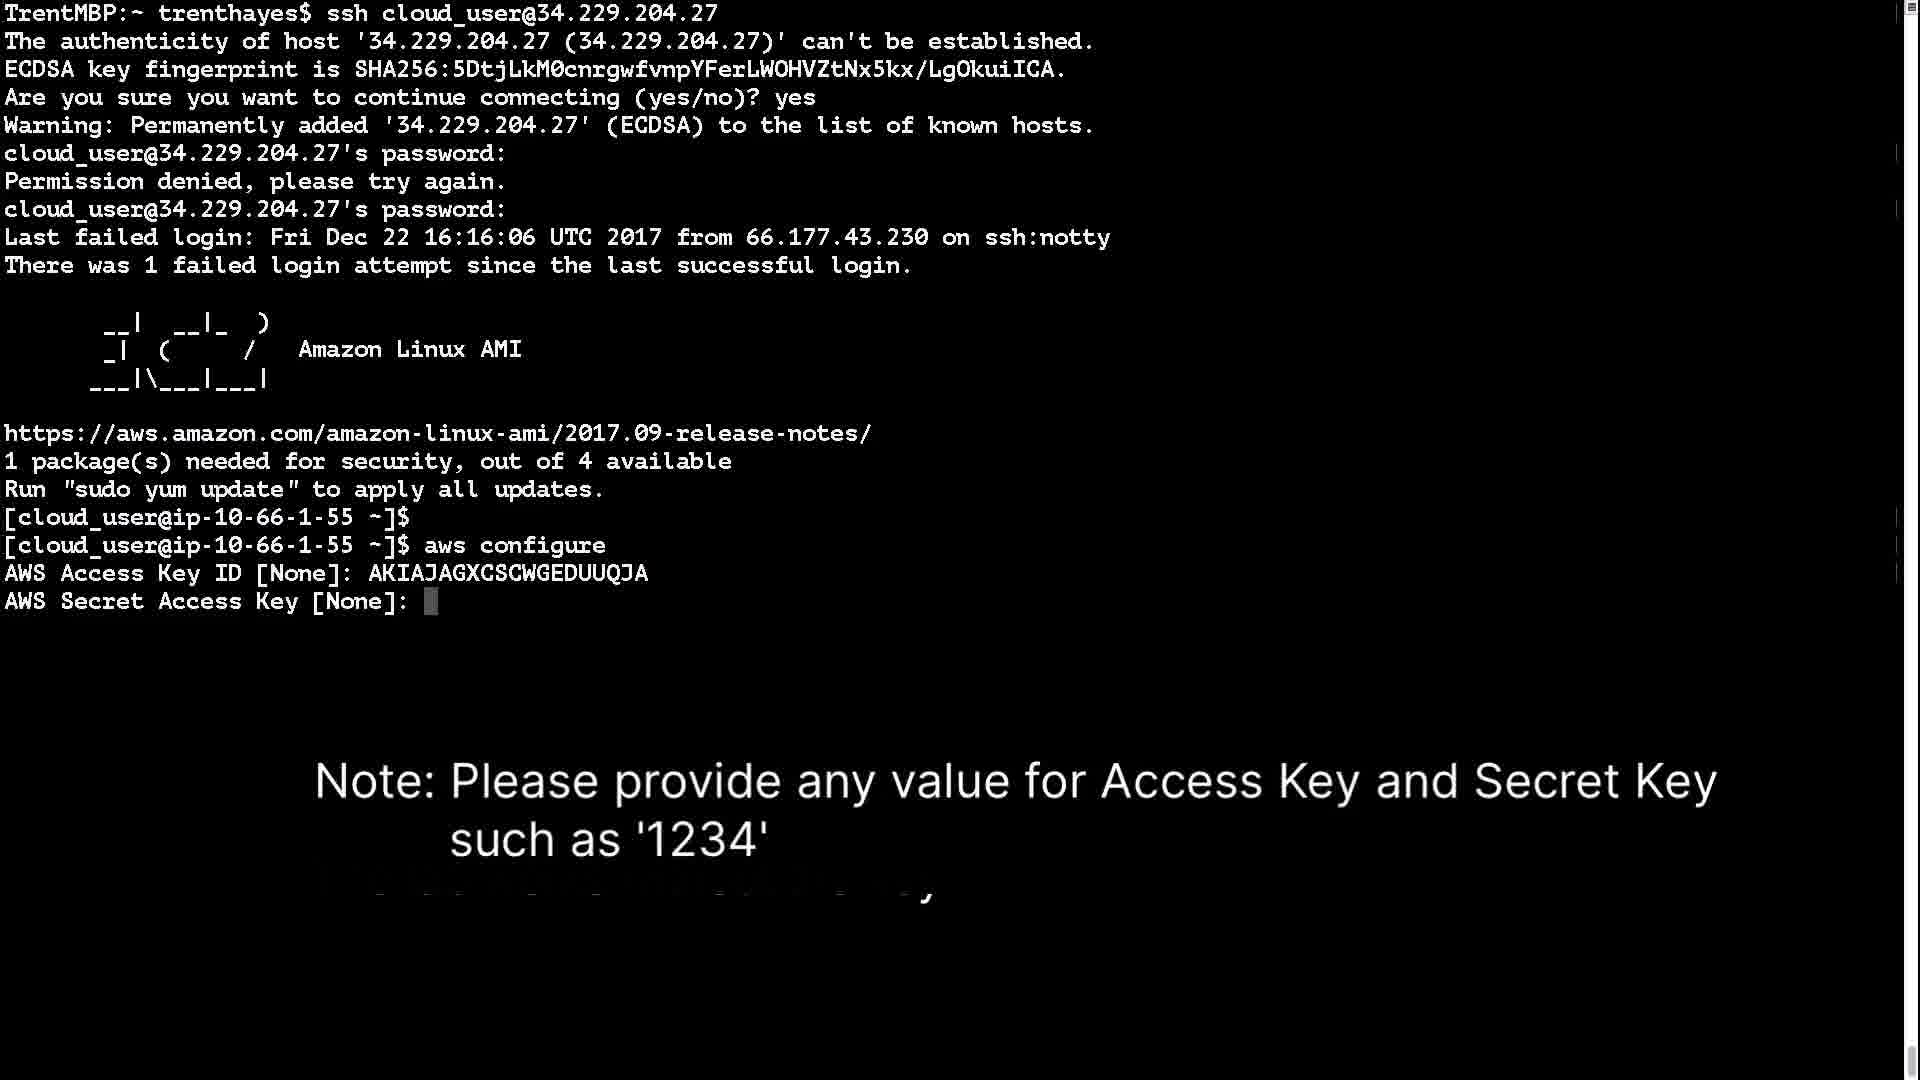 TrentMBP:~ trenthayes$ ssh cloud_user@34.229.204.27
The authenticity of host '34.229.204.27 (34.229.204.27)' can't be established.
ECDSA key fingerprint is SHA256:5DtjLkM0cnrgwfvnpYFerLWOHVZtNx5kx/LgOkuiICA.
Are you sure you want to continue connecting (yes/no)? yes
Warning: Permanently added '34.229.204.27' (ECDSA) to the list of known hosts.
cloud_user@34.229.204.27's password:
Permission denied, please try again.
cloud_user@34.229.204.27's password:
Last failed login: Fri Dec 22 16:16:06 UTC 2017 from 66.177.43.230 on ssh:notty
There was 1 failed login attempt since the last successful login.
__|  __|_  )
_|  (     /   Amazon Linux AMI
___|\___|___|
https://aws.amazon.com/amazon-linux-ami/2017.09-release-notes/
1 package(s) needed for security, out of 4 available
Run "sudo yum update" to apply all updates.
[cloud_user@ip-10-66-1-55 ~]$
[cloud_user@ip-10-66-1-55 ~]$ aws configure
AWS Access Key ID [None]: AKIAJAGXCSCWGEDUUQJA
AWS Secret Access Key [None]:
Note: Please provide any value for Access Key and Secret Key
such as '1234'